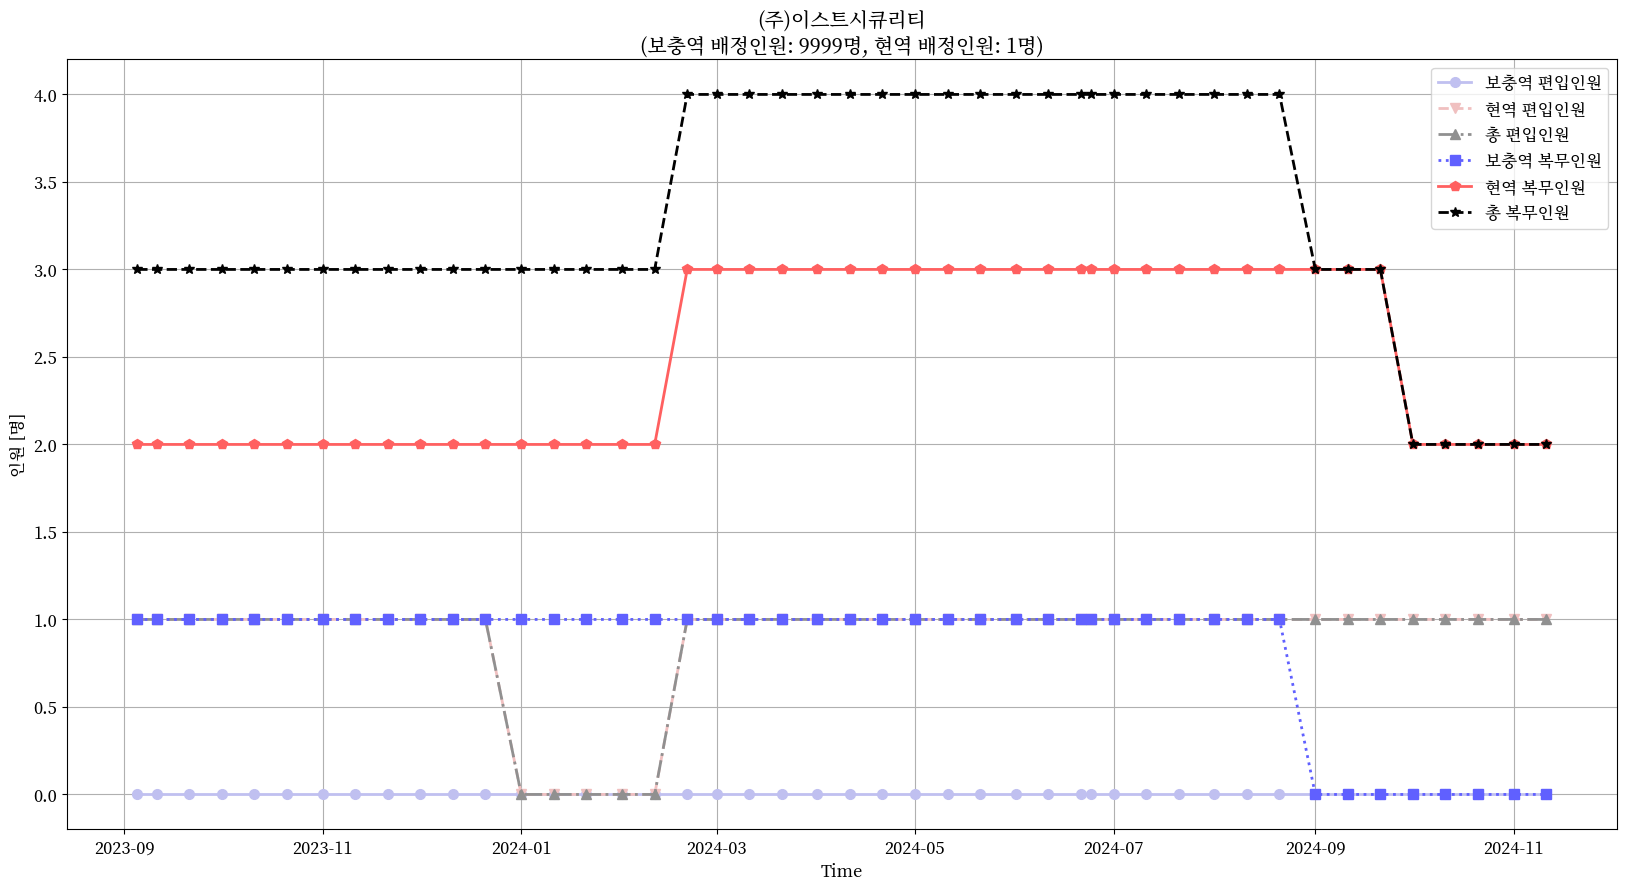 (주)이스트시큐리티
(보충역 배정인원: 9999명, 현역 배정인원: 1명)
보충역 편입인원
현역 편입인원
총 편입인원
보충역 복무인원
현역 복무인원
총 복무인원
4.0
3.5
3.0
2.5
2.0
1.5
1.0
0.5
0.0
인원 [명]
2023-09 2023-11 2024-01 2024-03 2024-05 2024-07 2024-09 2024-11
Time